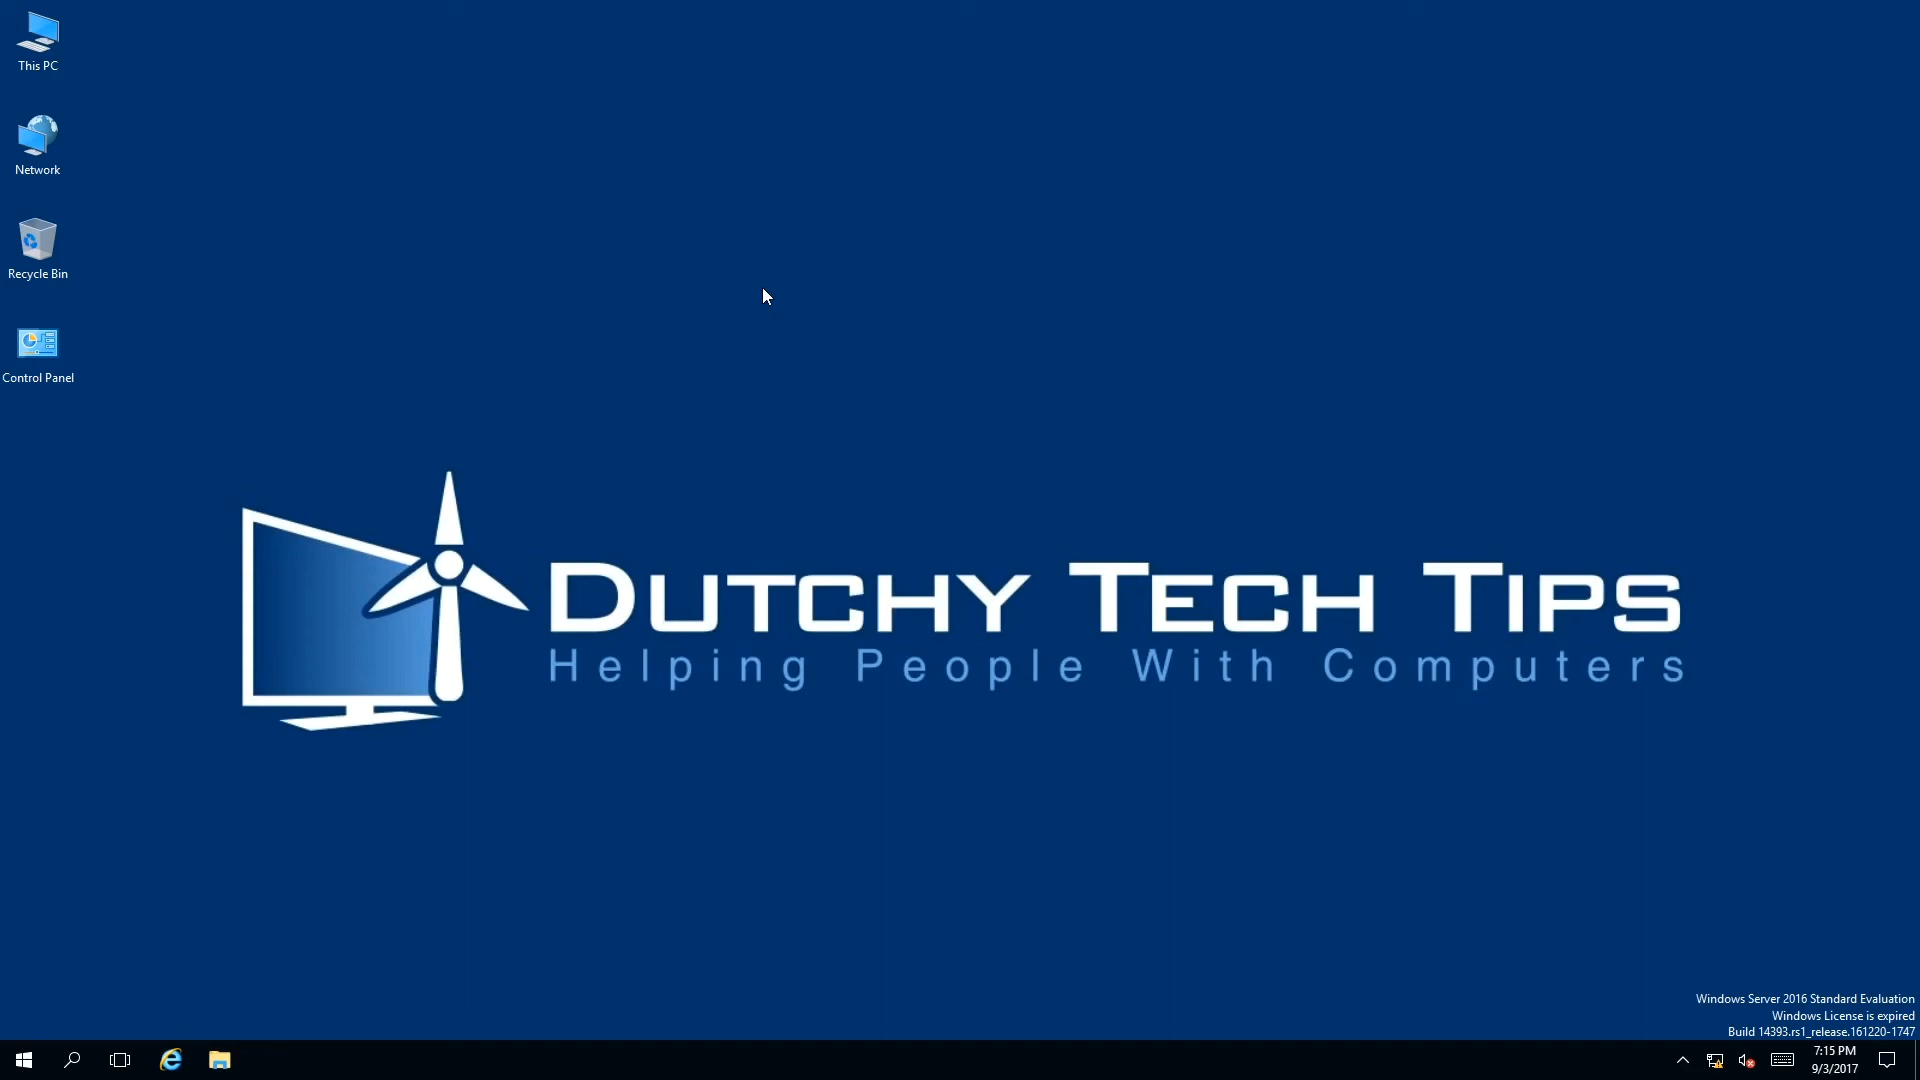 This PC
Network
Recycle Bin
Control Panel
DUTCHY TECH TIPS
Helping People With Computers
Windows Server 2016 Standard Evaluation
Windows License is expired
Build 14393.rs1_release.161220-1747
7:15 PM
9/3/2017